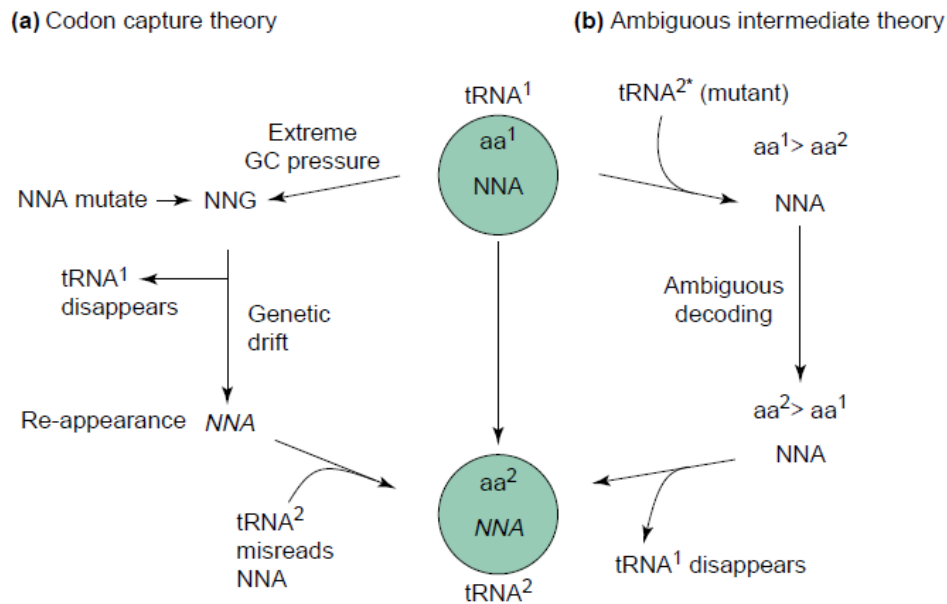 (a) Codon capture theory
(b) Ambiguous intermediate theory
tRNA¹
aa¹
NNA
Extreme
GC pressure
NNA mutate
NNG
tRNA¹
disappears
Genetic
drift
Re-appearance
NNA
tRNA²
misreads
NNA
aa²
NNA
tRNA²
tRNA²* (mutant)
aa¹> aa²
NNA
Ambiguous
decoding
aa²> aa¹
NNA
tRNA¹ disappears